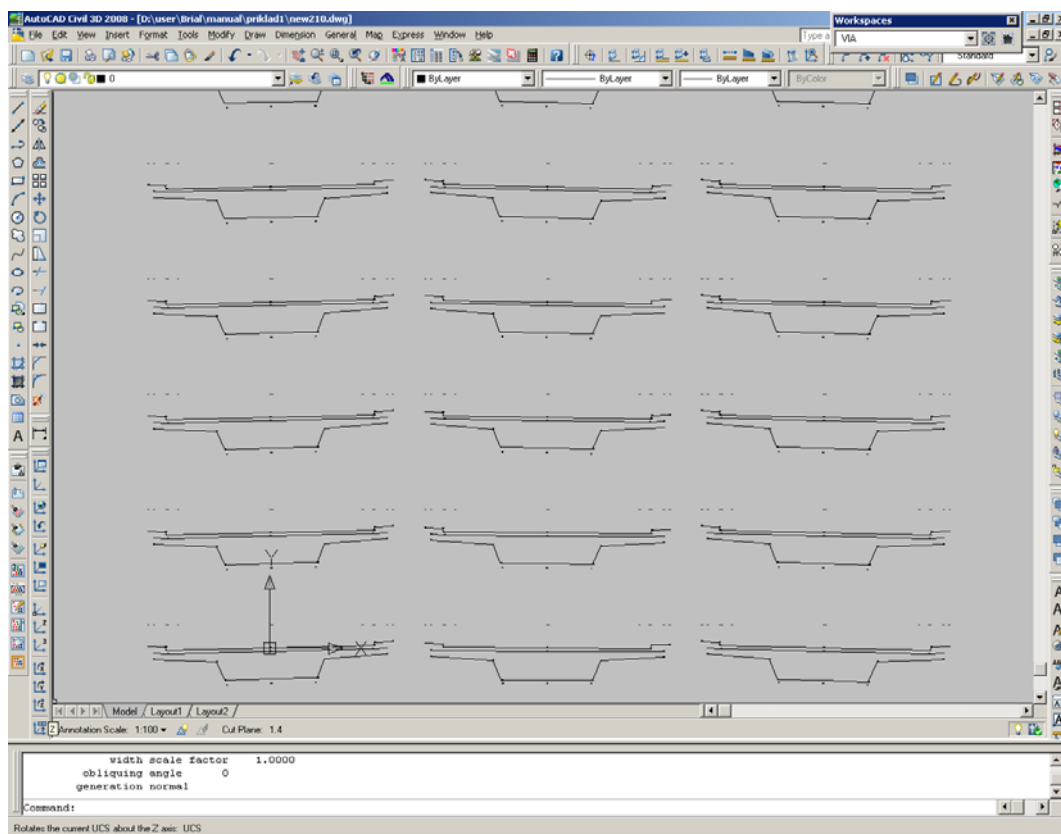 AutoCAD Civil 3D 2008 - [D:\user\Brial\manual\priklad1\new210.dwg]
Workspaces
File Edit View Insert Format Tools Modify Draw Dimension General Map Express Window Help
Type a
VIA
Standard
0
ByLayer
ByLayer
ByLayer
ByColor
Y
X
Model Layout1 Layout2
Z
Annotation Scale: 1:100
Cut Plane: 1.4
width scale factor 1.0000
obliquing angle 0
generation normal
Command:
Rotates the current UCS about the Z axis: UCS